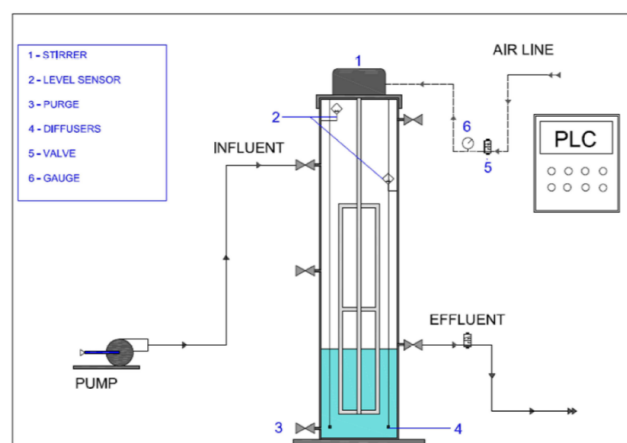 1 - STIRRER
2 - LEVEL SENSOR
3 - PURGE
4 - DIFFUSERS
5 - VALVE
6 - GAUGE
1
AIR LINE
2
6
5
PLC
INFLUENT
EFFLUENT
PUMP
3
4